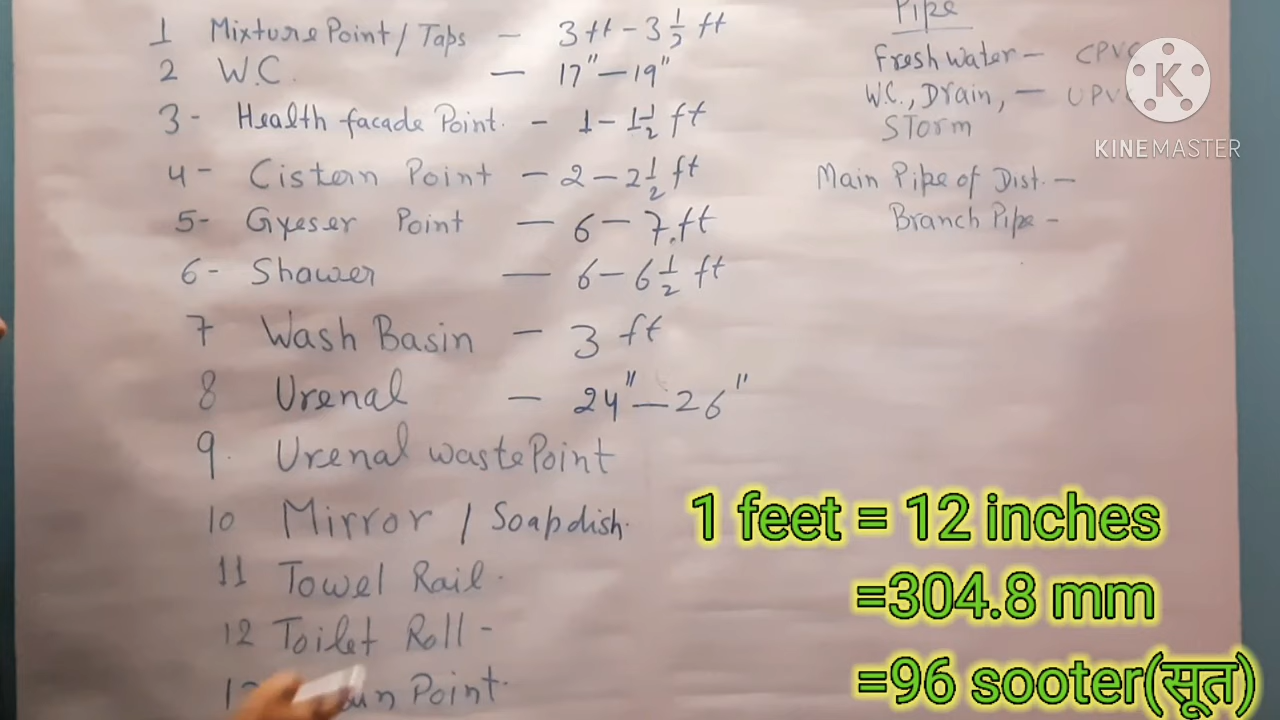 1 Mixture Point / Taps - 3 ft - 3 1/2 ft
2 W.C. - 17" - 19"
3- Health facade Point. - 1 - 1 1/2 ft
4- Cistern Point - 2 - 2 1/2 ft
5- Gyeser Point - 6 - 7.ft
6- Shawer - 6 - 6 1/2 ft
7 Wash Basin - 3 ft
8 Urenal - 24" - 26"
9. Urenal waste Point
10 Mirror / Soapdish.
11 Towel Rail.
12 Toilet Roll -
Point.
Pipe
Fresh water -
W.C., Drain, -
STorm
Main Pipe of Dist. -
Branch Pipe -
KINEMASTER
1 feet = 12 inches
=304.8 mm
=96 sooter(सूत)